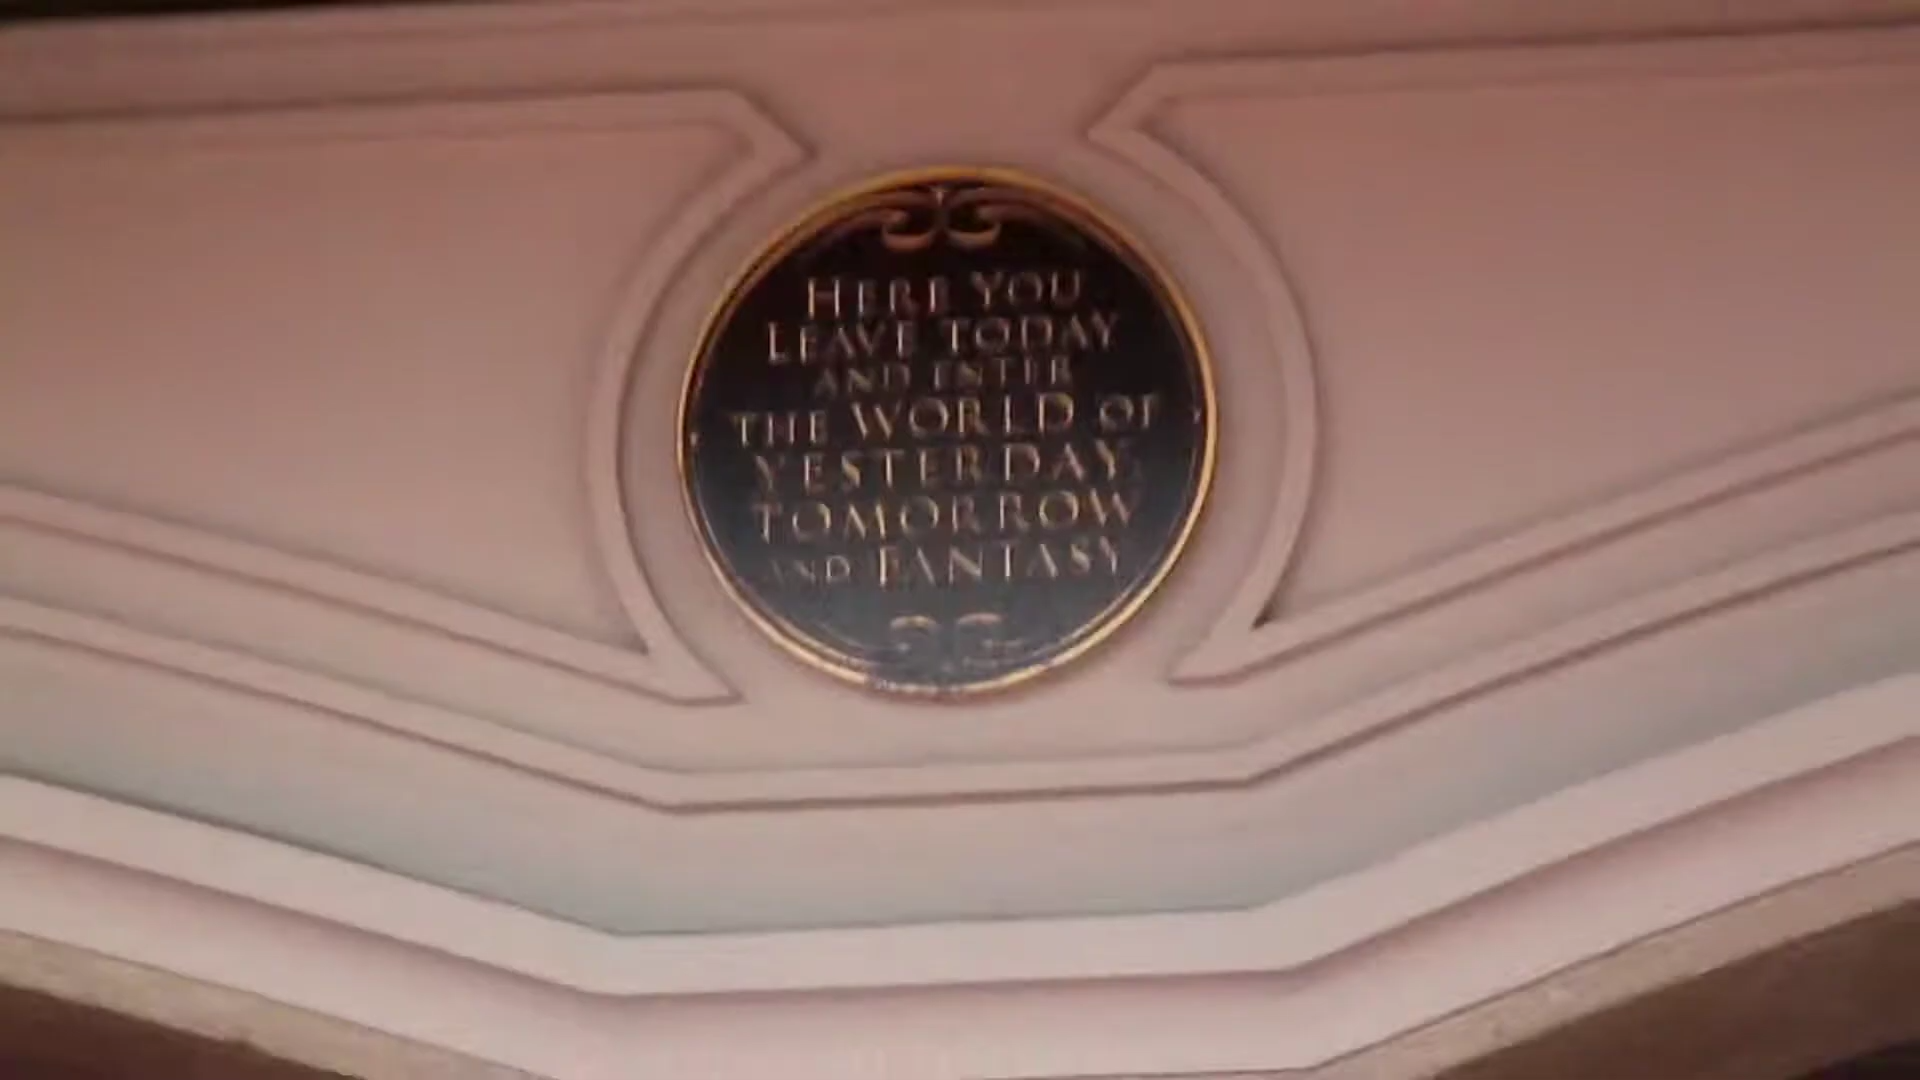 HERE YOU
LEAVE TODAY
AND ENTER
THE WORLD OF
YESTERDAY,
TOMORROW
AND FANTASY